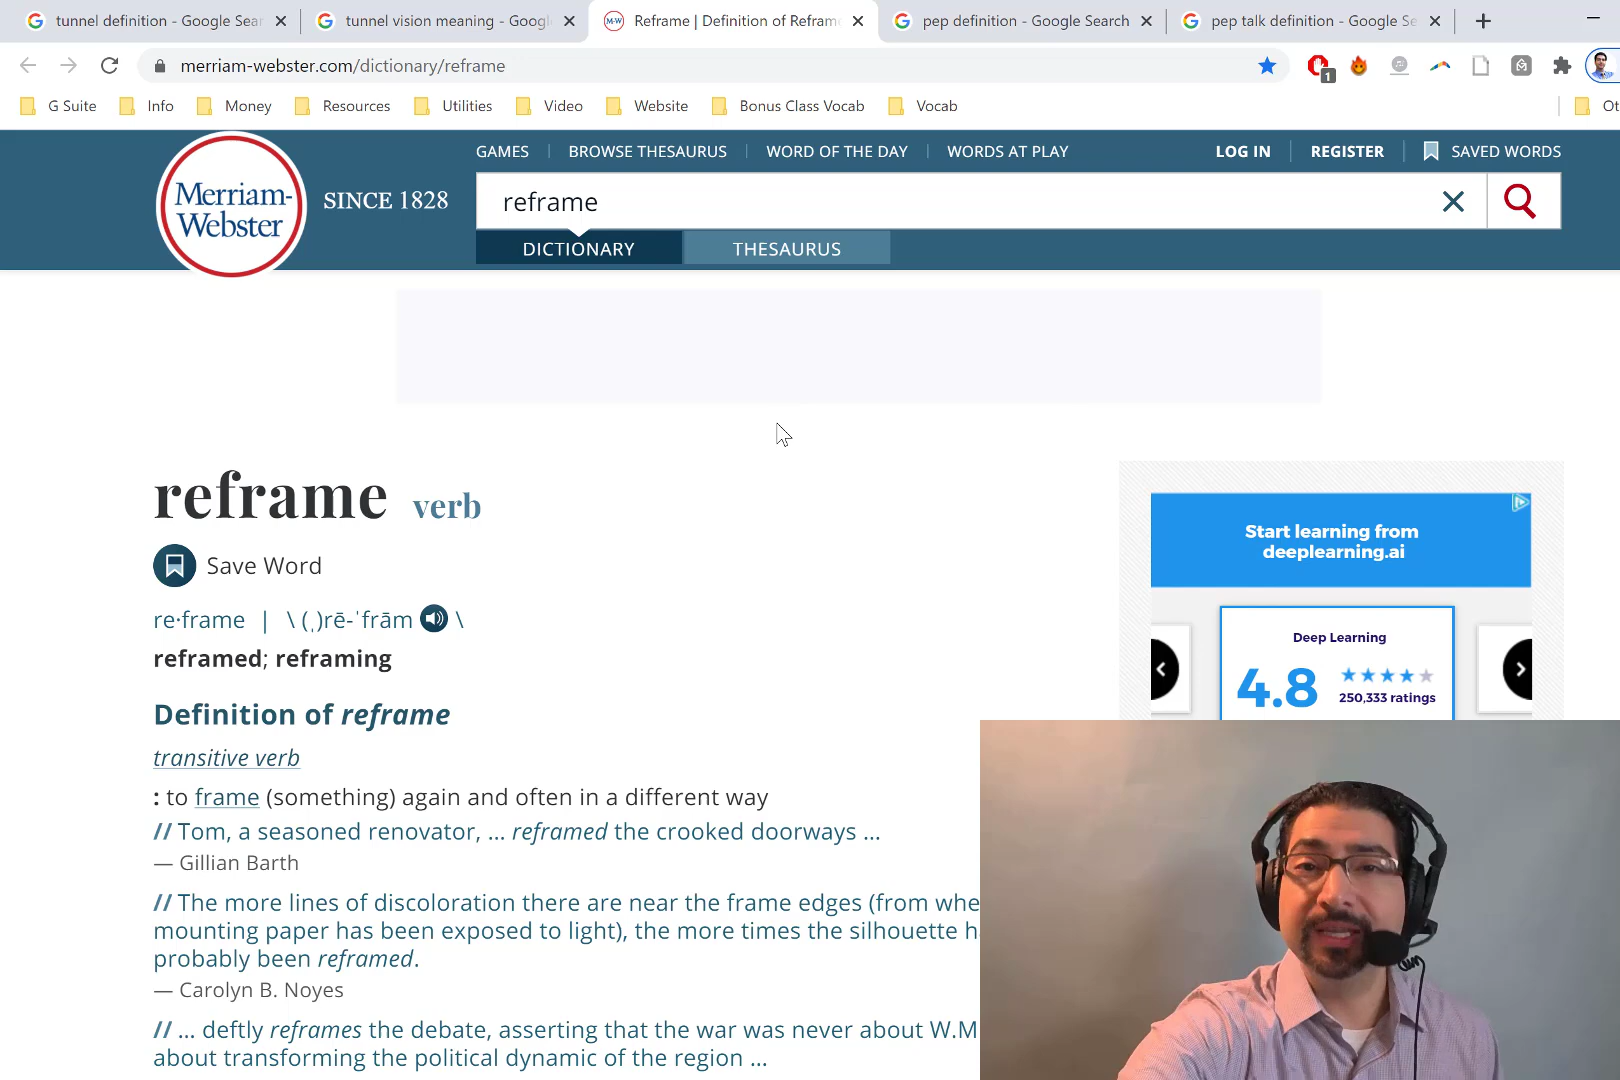 tunnel definition - Google Sear
tunnel vision meaning - Googl
Reframe | Definition of Refram
pep definition - Google Search
pep talk definition - Google Se
merriam-webster.com/dictionary/reframe
1
G Suite
Info
Money
Resources
Utilities
Video
Website
Bonus Class Vocab
Vocab
Ot
GAMES
BROWSE THESAURUS
WORD OF THE DAY
WORDS AT PLAY
LOG IN
REGISTER
SAVED WORDS
Merriam-
Webster
SINCE 1828
reframe
DICTIONARY
THESAURUS
reframe verb
Save Word
re·frame | \ (ˌ)rē-ˈfrām \
reframed; reframing
Definition of reframe
transitive verb
: to frame (something) again and often in a different way
// Tom, a seasoned renovator, ... reframed the crooked doorways ...
— Gillian Barth
// The more lines of discoloration there are near the frame edges (from whe
mounting paper has been exposed to light), the more times the silhouette h
probably been reframed.
— Carolyn B. Noyes
// ... deftly reframes the debate, asserting that the war was never about W.M
about transforming the political dynamic of the region ...
Start learning from
deeplearning.ai
Deep Learning
4.8
250,333 ratings